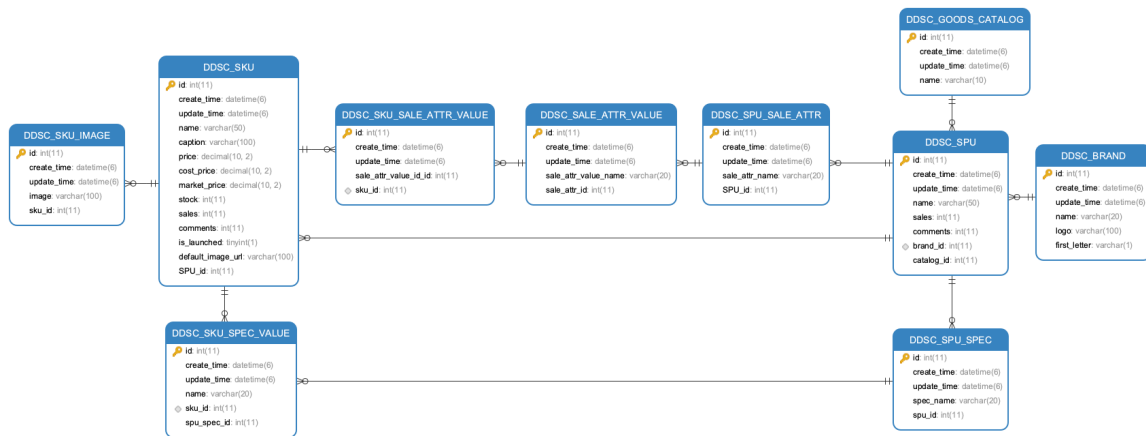 DDSC_GOODS_CATALOG
id: int(11)
create_time: datetime(6)
update_time: datetime(6)
name: varchar(10)
DDSC_SKU
id: int(11)
create_time: datetime(6)
update_time: datetime(6)
name: varchar(50)
caption: varchar(100)
price: decimal(10, 2)
cost_price: decimal(10, 2)
market_price: decimal(10, 2)
stock: int(11)
sales: int(11)
comments: int(11)
is_launched: tinyint(1)
default_image_url: varchar(100)
SPU_id: int(11)
DDSC_SKU_IMAGE
id: int(11)
create_time: datetime(6)
update_time: datetime(6)
image: varchar(100)
sku_id: int(11)
DDSC_SKU_SALE_ATTR_VALUE
id: int(11)
create_time: datetime(6)
update_time: datetime(6)
sale_attr_value_id_id: int(11)
sku_id: int(11)
DDSC_SALE_ATTR_VALUE
id: int(11)
create_time: datetime(6)
update_time: datetime(6)
sale_attr_value_name: varchar(20)
sale_attr_id: int(11)
DDSC_SPU_SALE_ATTR
id: int(11)
create_time: datetime(6)
update_time: datetime(6)
sale_attr_name: varchar(20)
SPU_id: int(11)
DDSC_SPU
id: int(11)
create_time: datetime(6)
update_time: datetime(6)
name: varchar(50)
sales: int(11)
comments: int(11)
brand_id: int(11)
catalog_id: int(11)
DDSC_BRAND
id: int(11)
create_time: datetime(6)
update_time: datetime(6)
name: varchar(20)
logo: varchar(100)
first_letter: varchar(1)
DDSC_SKU_SPEC_VALUE
id: int(11)
create_time: datetime(6)
update_time: datetime(6)
name: varchar(20)
sku_id: int(11)
spu_spec_id: int(11)
DDSC_SPU_SPEC
id: int(11)
create_time: datetime(6)
update_time: datetime(6)
spec_name: varchar(20)
spu_id: int(11)